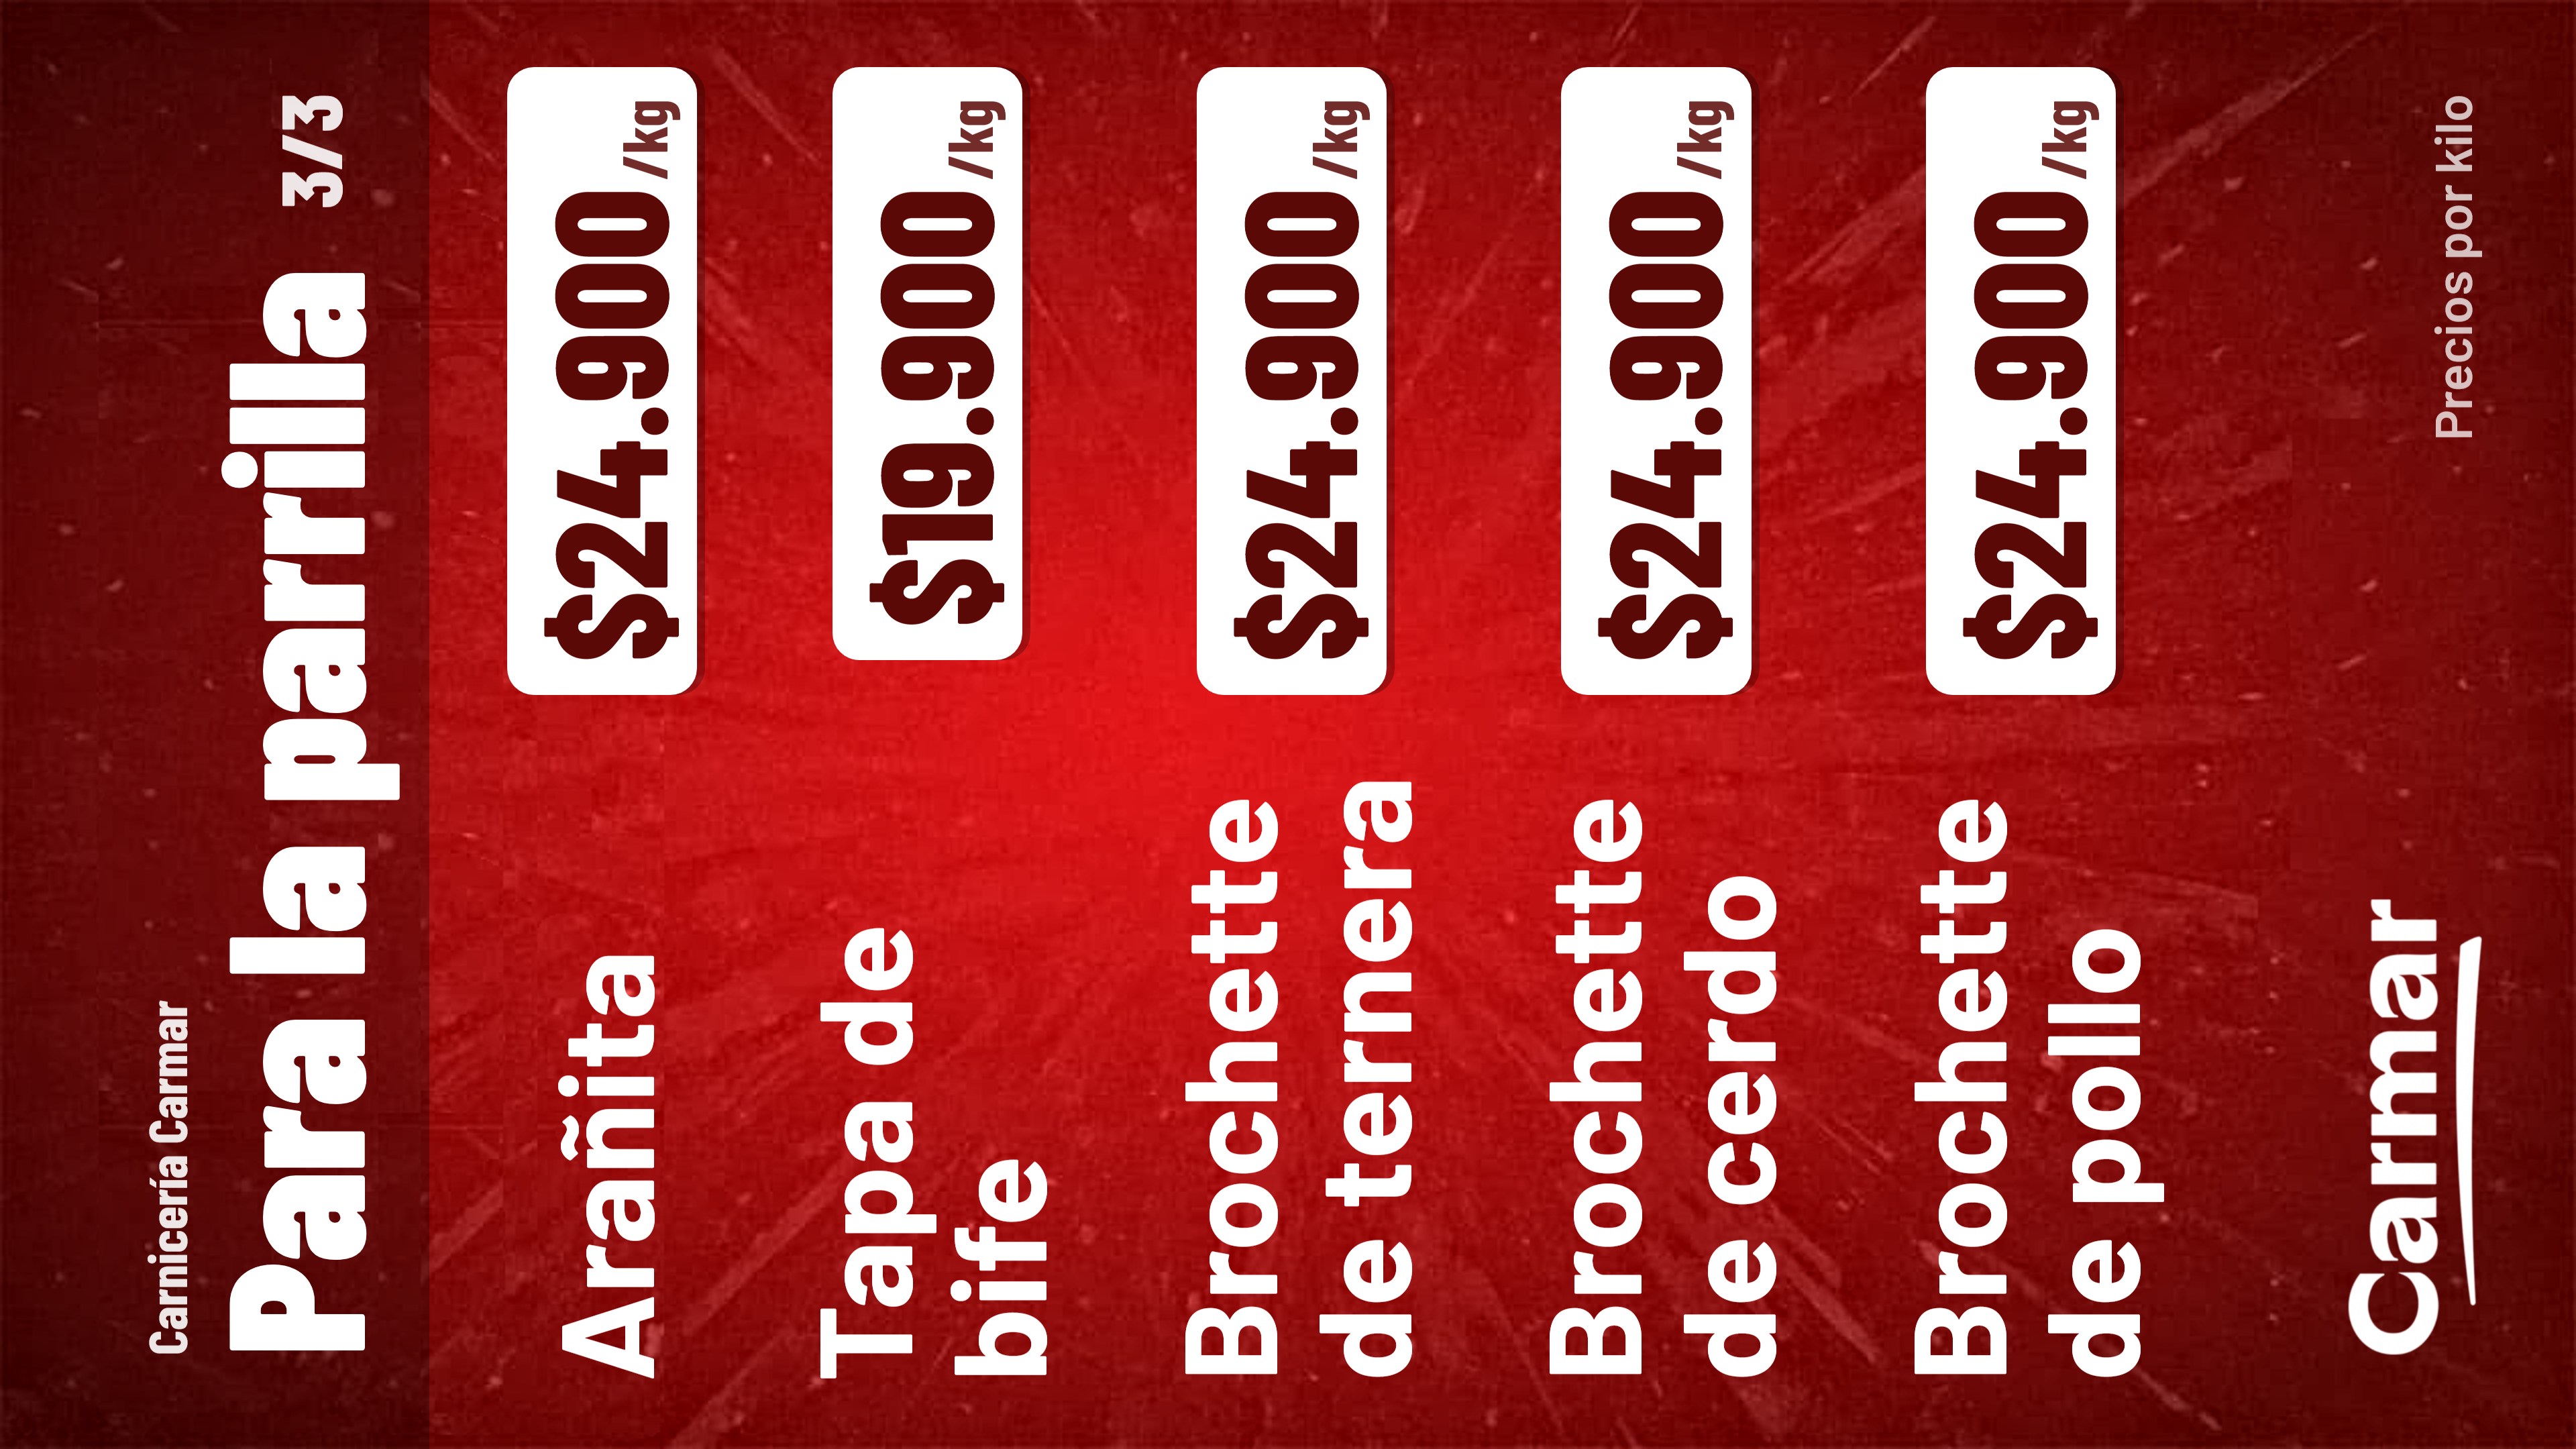 Carnicería Carmar
Para la parrilla 3/3
Arañita $24.900/kg
Tapa de
bife
$19.900/kg
Brochette
de ternera
$24.900/kg
Brochette
de cerdo
$24.900/kg
Brochette
de pollo
$24.900/kg
Carmar
Precios por kilo